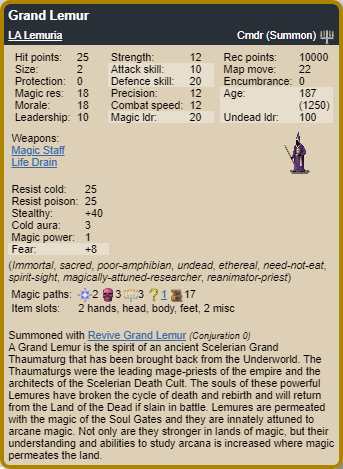 Grand Lemur
LA Lemuria Cmdr (Summon)
Hit points: 25 Strength: 12 Rec points: 10000
Size: 2 Attack skill: 10 Map move: 22
Protection: 0 Defence skill: 20 Encumbrance: 0
Magic res: 18 Precision: 12 Age: 187
Morale: 18 Combat speed: 12 (1250)
Leadership: 10 Magic ldr: 20 Undead ldr: 100
Weapons:
Magic Staff
Life Drain
Resist cold: 25
Resist poison: 25
Stealthy: +40
Cold aura: 3
Magic power: 1
Fear: +8
(Immortal, sacred, poor-amphibian, undead, ethereal, need-not-eat,
spirit-sight, magically-attuned-researcher, reanimator-priest)
Magic paths: 2 3 3 ?1 17
Item slots: 2 hands, head, body, feet, 2 misc
Summoned with Revive Grand Lemur (Conjuration 0)
A Grand Lemur is the spirit of an ancient Scelerian Grand
Thaumaturg that has been brought back from the Underworld. The
Thaumaturgs were the leading mage-priests of the empire and the
architects of the Scelerian Death Cult. The souls of these powerful
Lemures have broken the cycle of death and rebirth and will return
from the Land of the Dead if slain in battle. Lemures are permeated
with the magic of the Soul Gates and they are innately attuned to
arcane magic. Not only are they stronger in lands of magic, but their
understanding and abilities to study arcana is increased where magic
permeates the land.